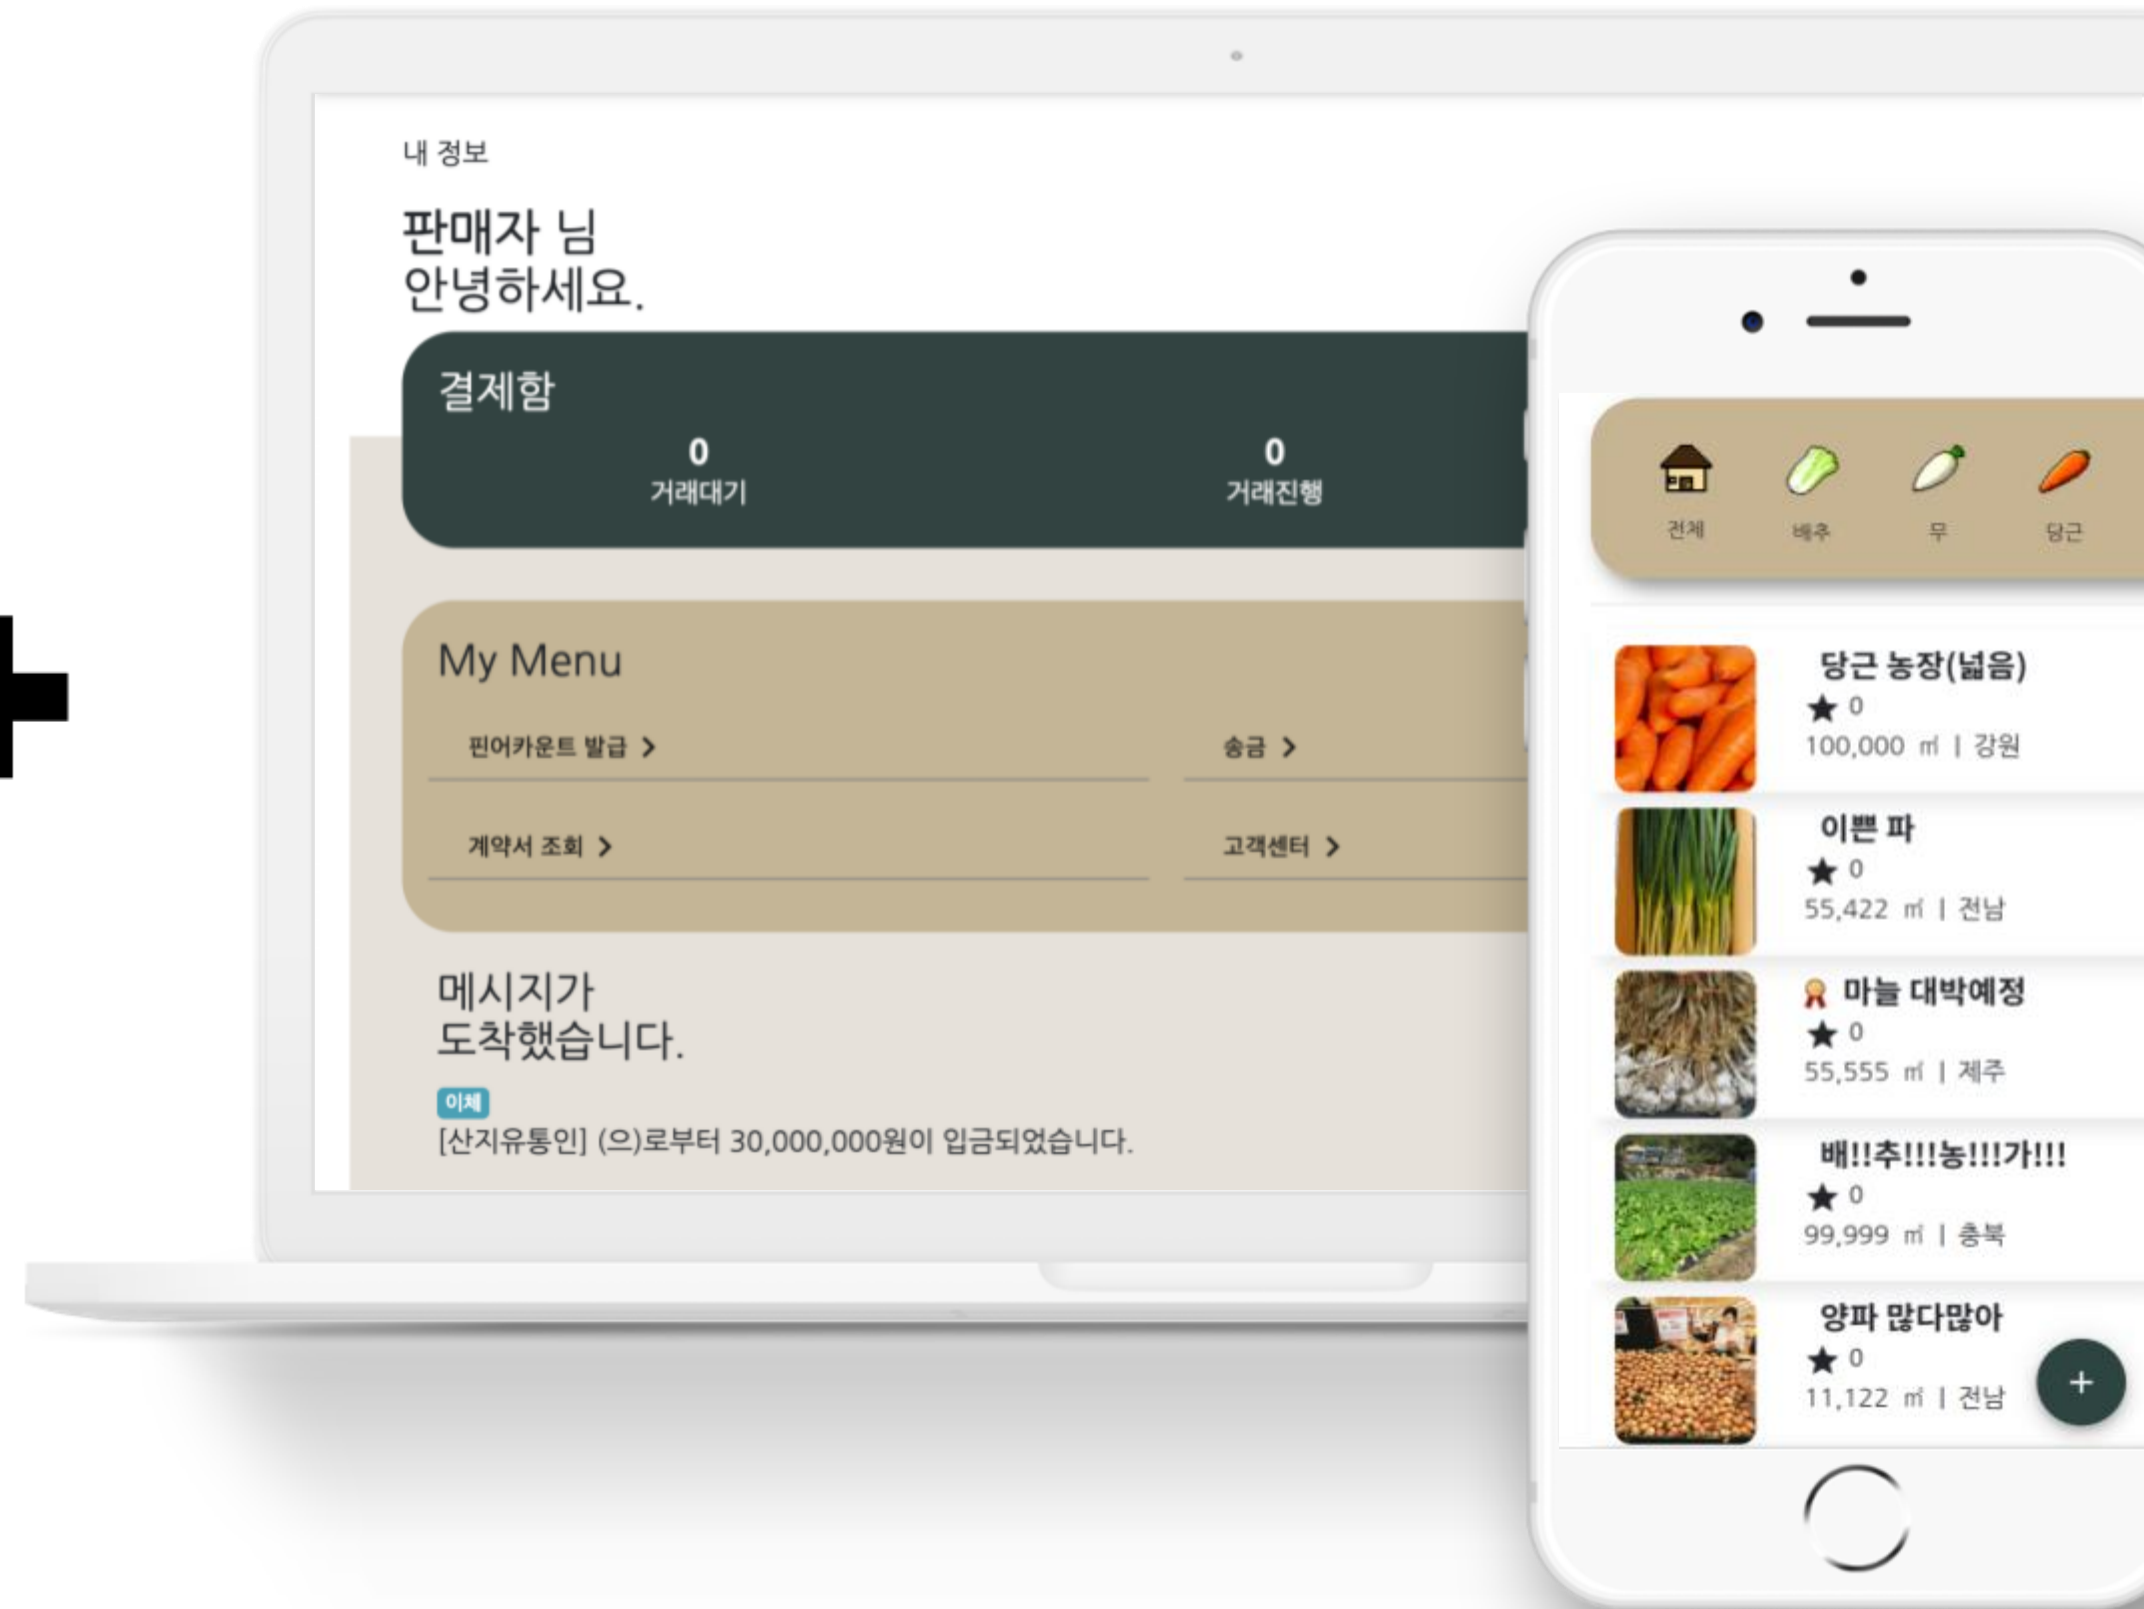 내 정보
판매자 님
안녕하세요.
결제함
0
거래대기
0
거래진행
My Menu
핀어카운트 발급
송금
계약서 조회
고객센터
메시지가
도착했습니다.
이체
[산지유통인] (으)로부터 30,000,000원이 입금되었습니다.
전체
배추
무
당근
당근 농장(넓음)
★ 0
100,000 ㎡ | 강원
이쁜 파
★ 0
55,422 ㎡ | 전남
마늘 대박예정
★ 0
55,555 ㎡ | 제주
배!!추!!!농!!!가!!!
★ 0
99,999 ㎡ | 충북
양파 많다많아
★ 0
11,122 ㎡ | 전남
+